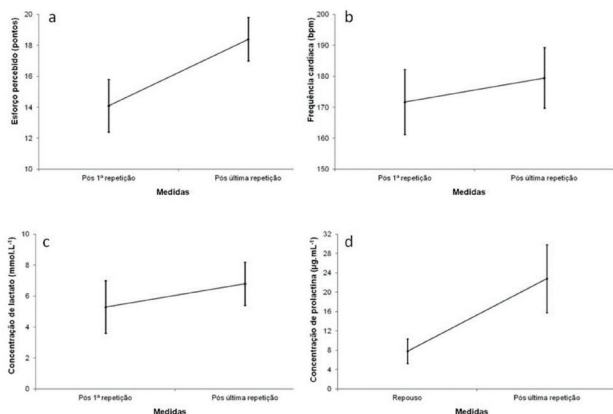 a
Esforço percebido (pontos)
20
18
16
14
12
10
Pós 1ª repetição
Pós última repetição
Medidas
b
Frequência cardíaca (bpm)
200
190
180
170
160
150
Pós 1ª repetição
Pós última repetição
Medidas
c
Concentração de lactato (mmol.L⁻¹)
10
8
6
4
2
0
Pós 1ª repetição
Pós última repetição
Medidas
d
Concentração de prolactina (µg.mL⁻¹)
32
28
24
20
16
12
8
4
0
Repouso
Pós última repetição
Medidas